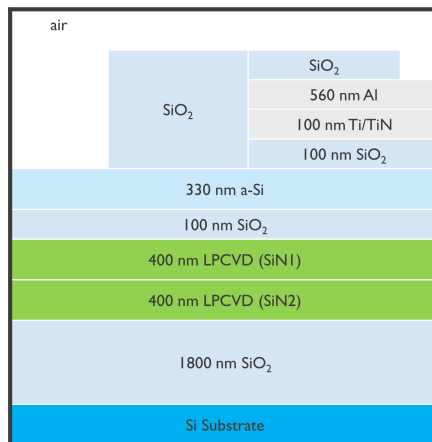 air
SiO₂
SiO₂
560 nm Al
100 nm Ti/TiN
100 nm SiO₂
330 nm a-Si
100 nm SiO₂
400 nm LPCVD (SiN1)
400 nm LPCVD (SiN2)
1800 nm SiO₂
Si Substrate